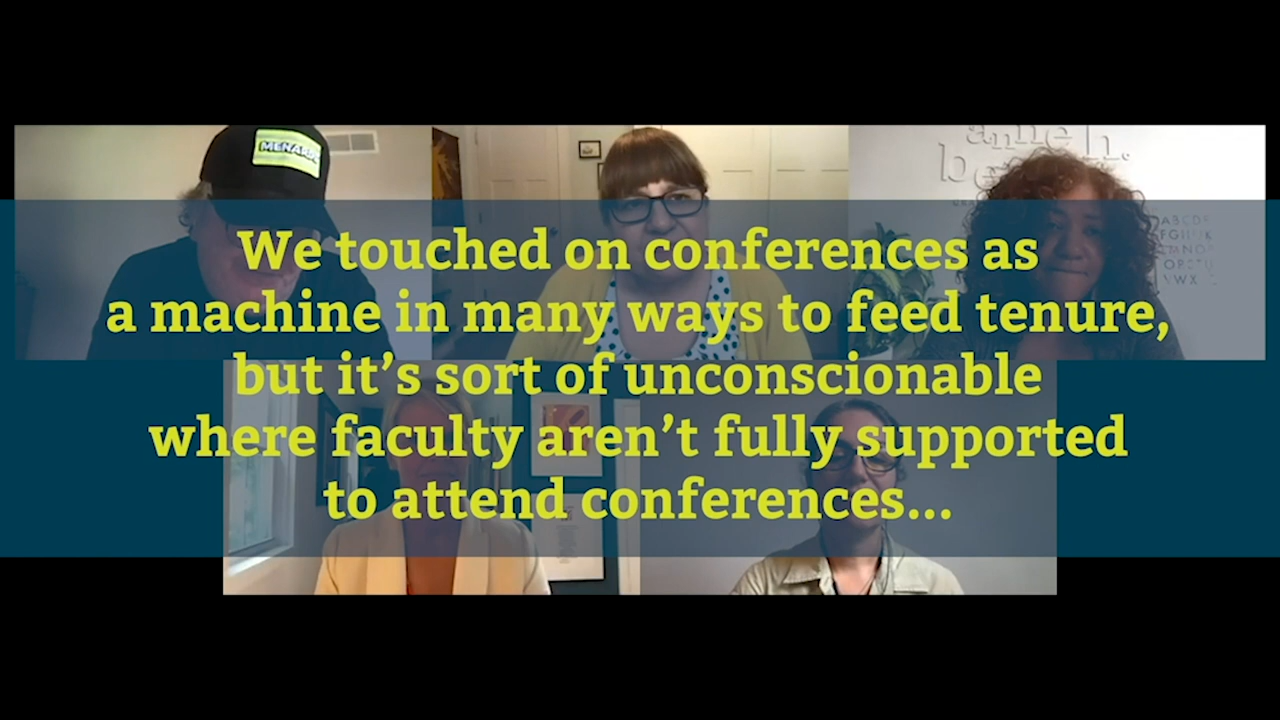 MENARDS
anne h.
We touched on conferences as
a machine in many ways to feed tenure,
but it's sort of unconscionable
where faculty aren't fully supported
to attend conferences...